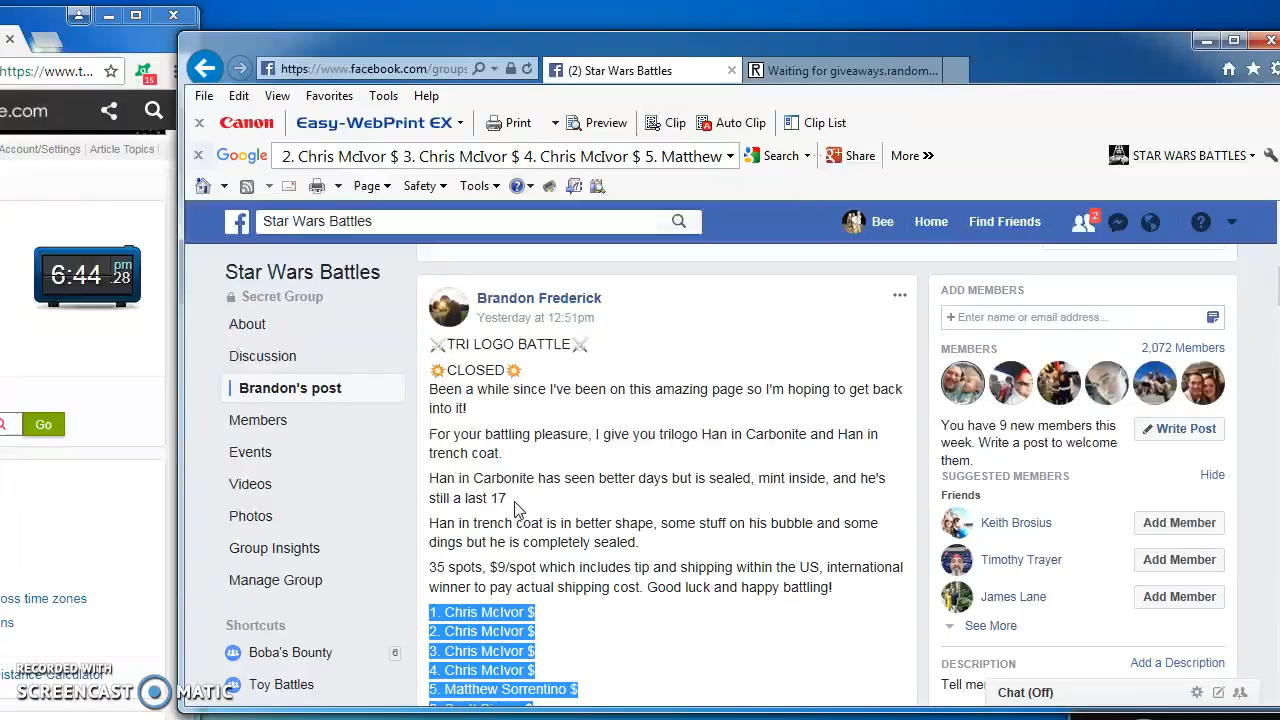 https://www.t...
15
e.com
Account/Settings
Article Topics
6:44 pm .28
Go
ross time zones
ns
istance Calculator
RECORDED WITH
SCREENCAST MATIC
https://www.facebook.com/groups
(2) Star Wars Battles
Waiting for giveaways.random...
File Edit View Favorites Tools Help
Canon Easy-WebPrint EX Print Preview Clip Auto Clip Clip List
Google 2. Chris McIvor $ 3. Chris McIvor $ 4. Chris McIvor $ 5. Matthew Search Share More » STAR WARS BATTLES
Page Safety Tools
Star Wars Battles
Bee Home Find Friends 2
Star Wars Battles
Secret Group
About
Discussion
Brandon's post
Members
Events
Videos
Photos
Group Insights
Manage Group
Shortcuts
Boba's Bounty 6
Toy Battles
Brandon Frederick
Yesterday at 12:51pm
⚔TRI LOGO BATTLE⚔
💥CLOSED💥
Been a while since I've been on this amazing page so I'm hoping to get back
into it!
For your battling pleasure, I give you trilogo Han in Carbonite and Han in
trench coat.
Han in Carbonite has seen better days but is sealed, mint inside, and he's
still a last 17
Han in trench coat is in better shape, some stuff on his bubble and some
dings but he is completely sealed.
35 spots, $9/spot which includes tip and shipping within the US, international
winner to pay actual shipping cost. Good luck and happy battling!
1. Chris McIvor $
2. Chris McIvor $
3. Chris McIvor $
4. Chris McIvor $
5. Matthew Sorrentino $
ADD MEMBERS
+ Enter name or email address...
MEMBERS 2,072 Members
You have 9 new members this
week. Write a post to welcome
them.
Write Post
SUGGESTED MEMBERS Hide
Friends
Keith Brosius Add Member
Timothy Trayer Add Member
James Lane Add Member
See More
DESCRIPTION Add a Description
Tell me
Chat (Off)